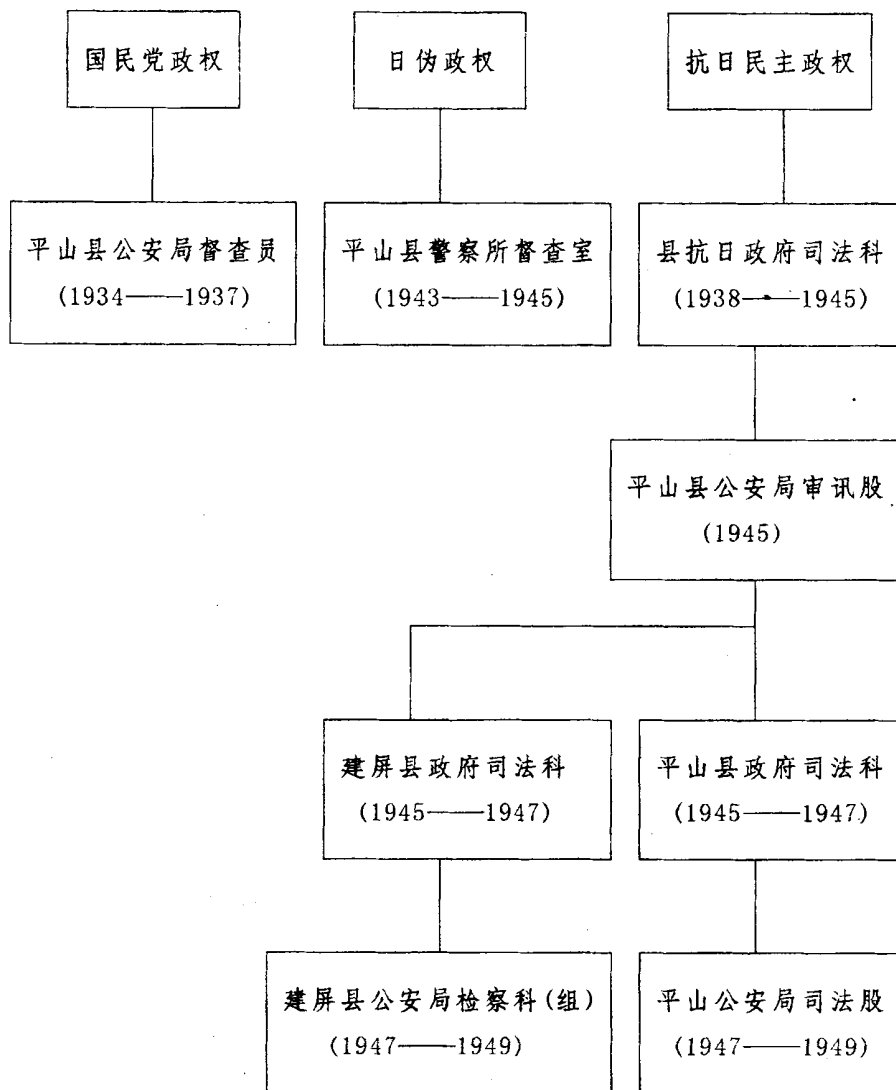 国民党政权
日伪政权
抗日民主政权
平山县公安局督查员
(1934——1937)
平山县警察所督查室
(1943——1945)
县抗日政府司法科
(1938——1945)
平山县公安局审讯股
(1945)
建屏县政府司法科
(1945——1947)
平山县政府司法科
(1945——1947)
建屏县公安局检察科(组)
(1947——1949)
平山公安局司法股
(1947——1949)